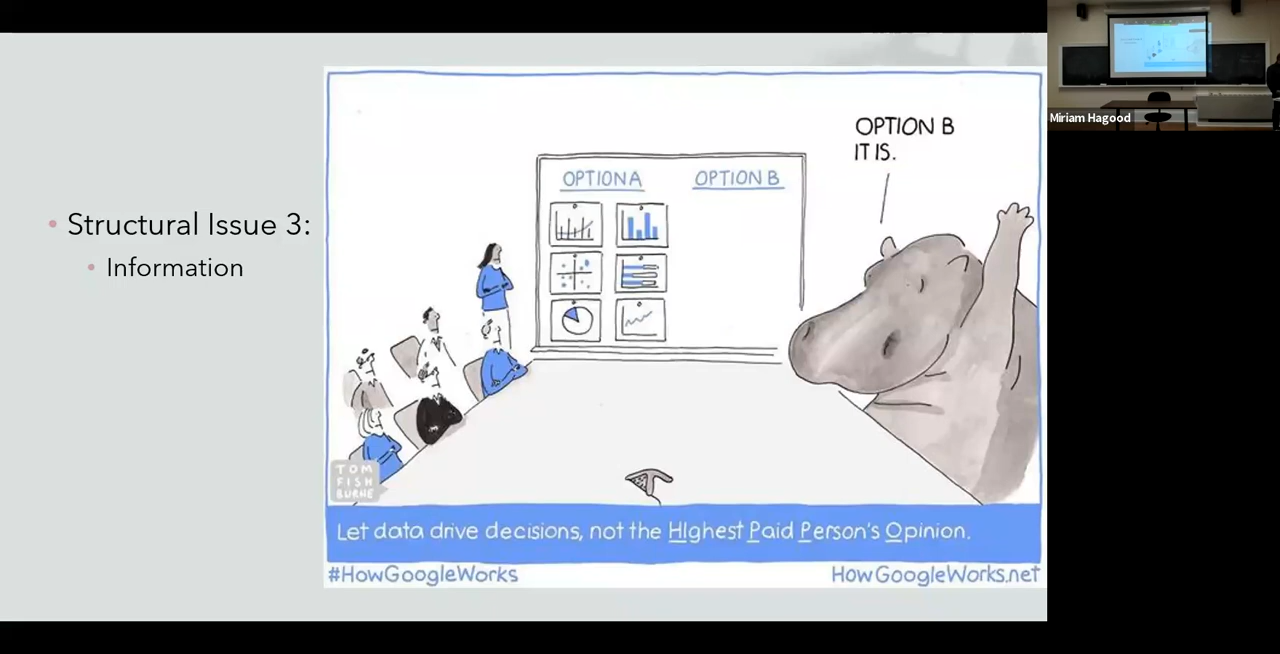 • Structural Issue 3:
• Information
OPTION B
IT IS.
OPTION A
OPTION B
TOM
FISH
BURNE
Let data drive decisions, not the HIghest Paid Person's Opinion.
#HowGoogleWorks
HowGoogleWorks.net
Miriam Hagood